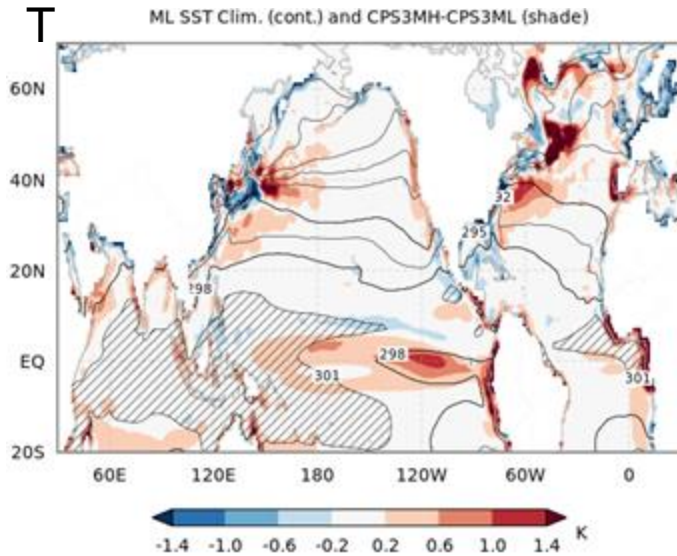 T
ML SST Clim. (cont.) and CPS3MH-CPS3ML (shade)
60N
40N
20N
EQ
20S
92
295
298
298
301
301
60E 120E 180 120W 60W 0
-1.4 -1.0 -0.6 -0.2 0.2 0.6 1.0 1.4 K